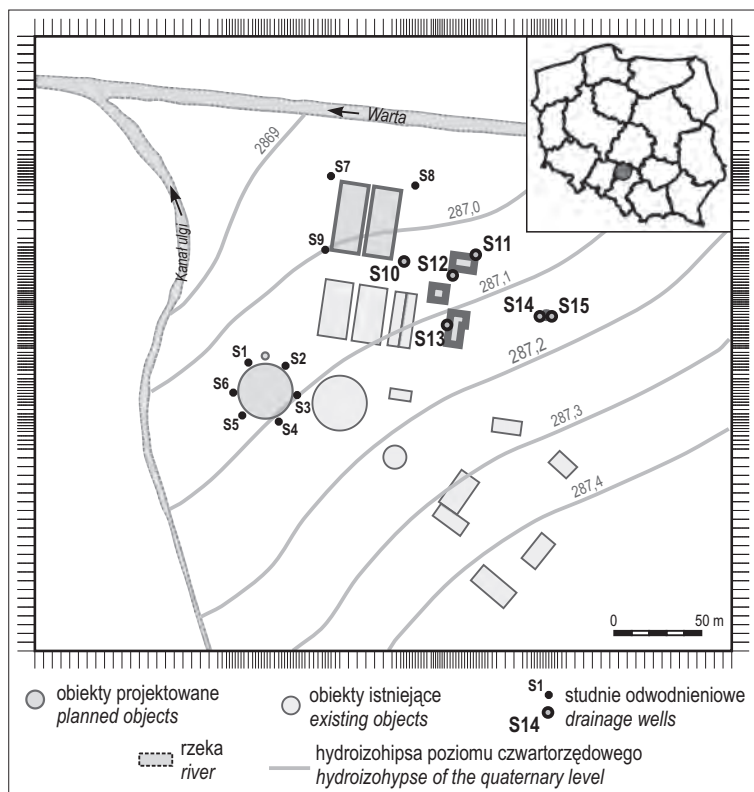 Warta
Kanał ulgi
2869
S7
S8
287,0
S9
S10
S11
S12
287,1
S13
S14
S15
287,2
S1
S2
S6
S3
S5
S4
287,3
287,4
0 50 m
obiekty projektowane
planned objects
obiekty istniejące
existing objects
S1
S14
studnie odwodnieniowe
drainage wells
rzeka
river
hydroizohipsa poziomu czwartorzędowego
hydroizohypse of the quaternary level